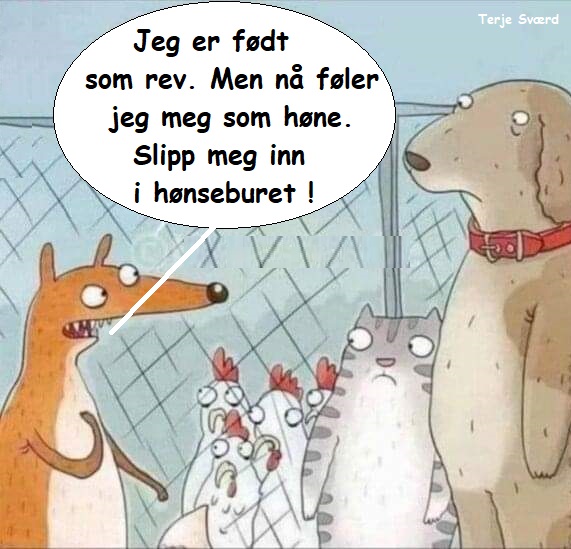 Terje Sværd
Jeg er født
som rev. Men nå føler
jeg meg som høne.
Slipp meg inn
i hønseburet !